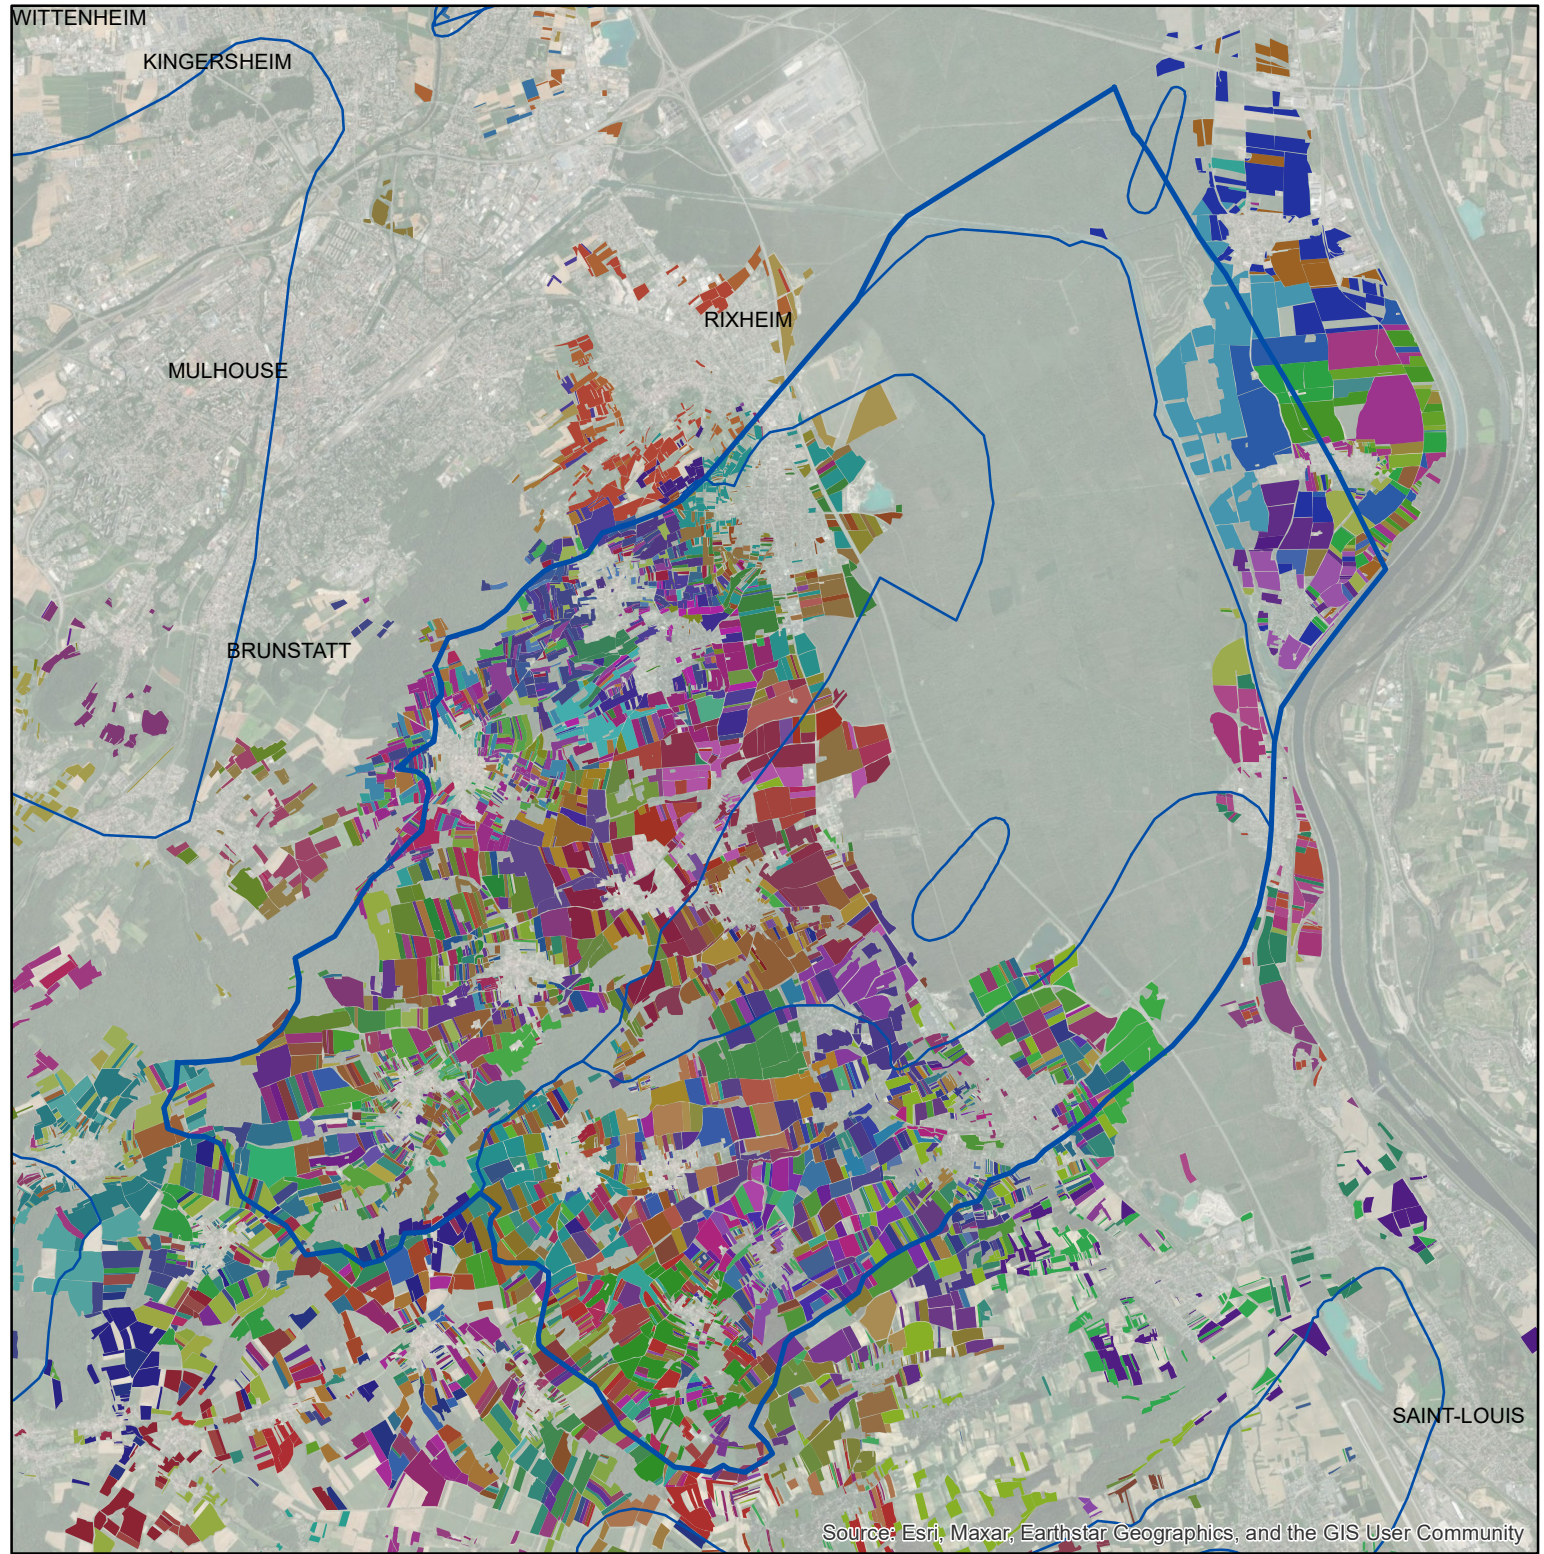 WITTENHEIM
KINGERSHEIM
RIXHEIM
MULHOUSE
BRUNSTATT
SAINT-LOUIS
Source: Esri, Maxar, Earthstar Geographics, and the GIS User Community